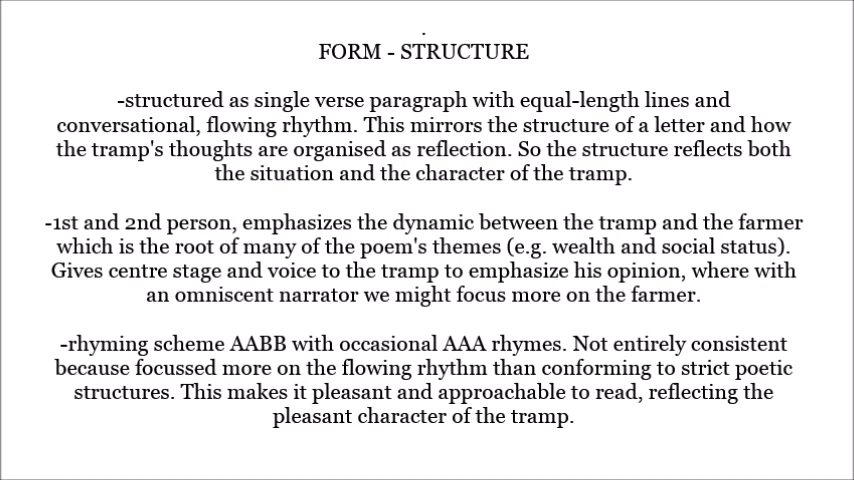 FORM - STRUCTURE
-structured as single verse paragraph with equal-length lines and
conversational, flowing rhythm. This mirrors the structure of a letter and how
the tramp's thoughts are organised as reflection. So the structure reflects both
the situation and the character of the tramp.
-1st and 2nd person, emphasizes the dynamic between the tramp and the farmer
which is the root of many of the poem's themes (e.g. wealth and social status).
Gives centre stage and voice to the tramp to emphasize his opinion, where with
an omniscent narrator we might focus more on the farmer.
-rhyming scheme AABB with occasional AAA rhymes. Not entirely consistent
because focussed more on the flowing rhythm than conforming to strict poetic
structures. This makes it pleasant and approachable to read, reflecting the
pleasant character of the tramp.